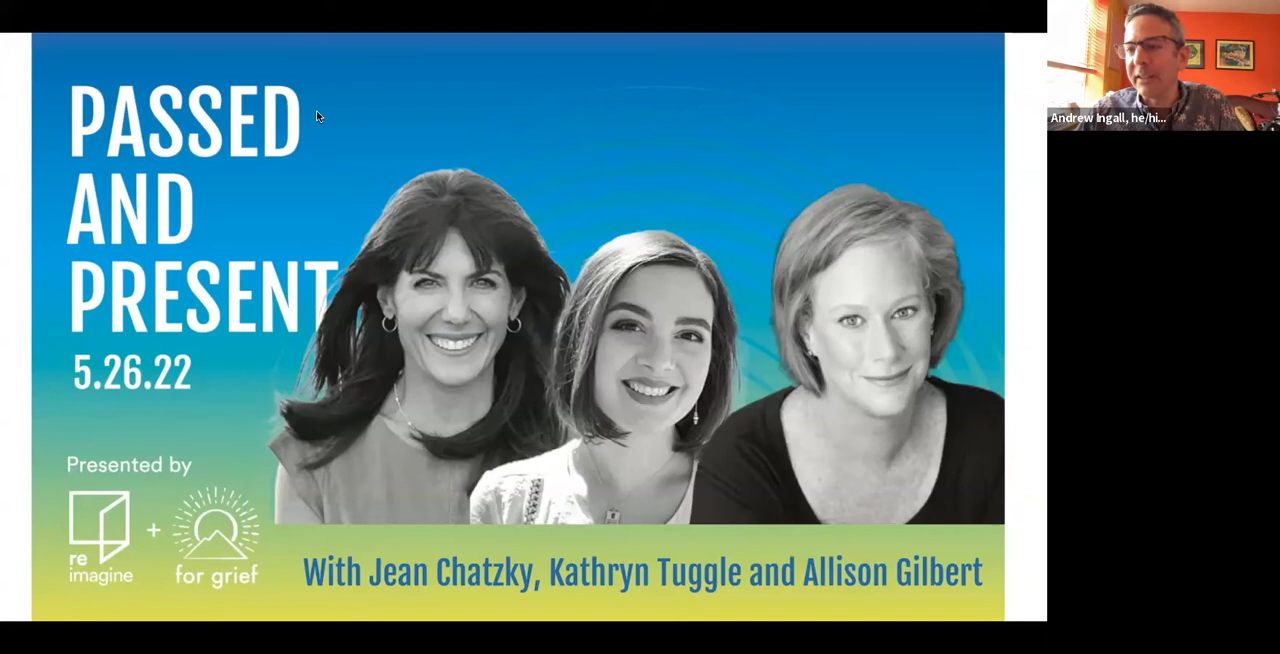 PASSED
AND
PRESENT
5.26.22
Presented by
re
imagine
+
for grief
With Jean Chatzky, Kathryn Tuggle and Allison Gilbert
Andrew Ingall, he/hi...